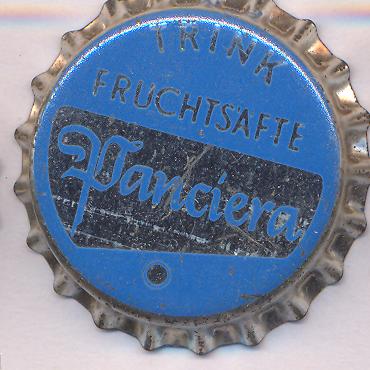 TRINK
FRUCHTSÄFTE
Panciera